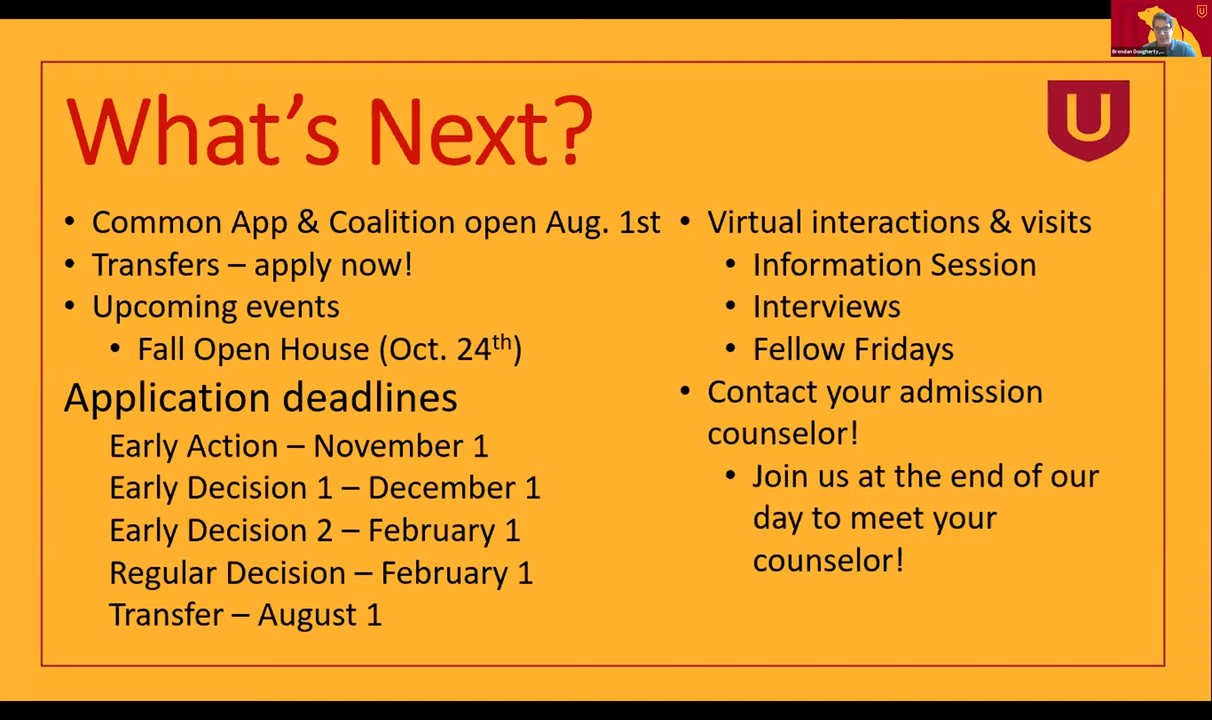 Brendan Dougherty,...
U
What's Next?
U
• Common App & Coalition open Aug. 1st
• Transfers – apply now!
• Upcoming events
• Fall Open House (Oct. 24th)
Application deadlines
Early Action – November 1
Early Decision 1 – December 1
Early Decision 2 – February 1
Regular Decision – February 1
Transfer – August 1
• Virtual interactions & visits
• Information Session
• Interviews
• Fellow Fridays
• Contact your admission
counselor!
• Join us at the end of our
day to meet your
counselor!